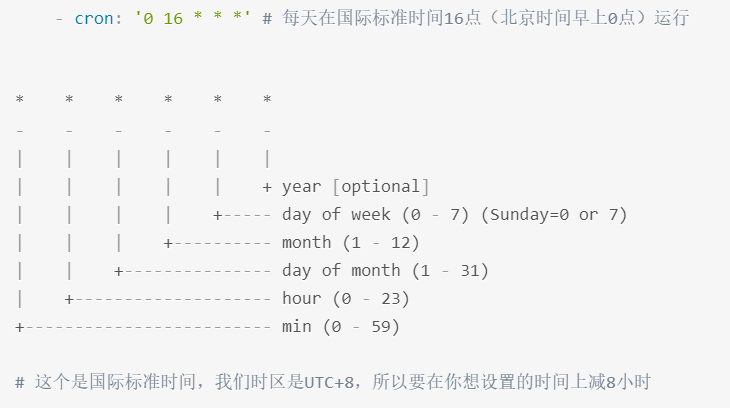 - cron: '0 16 * * *' # 每天在国际标准时间16点（北京时间早上0点）运行
*    *    *    *    *    *
-    -    -    -    -    -
|    |    |    |    |    |
|    |    |    |    |    + year [optional]
|    |    |    |    +----- day of week (0 - 7) (Sunday=0 or 7)
|    |    |    +---------- month (1 - 12)
|    |    +--------------- day of month (1 - 31)
|    +-------------------- hour (0 - 23)
+------------------------- min (0 - 59)
# 这个是国际标准时间，我们时区是UTC+8，所以要在你想设置的时间上减8小时